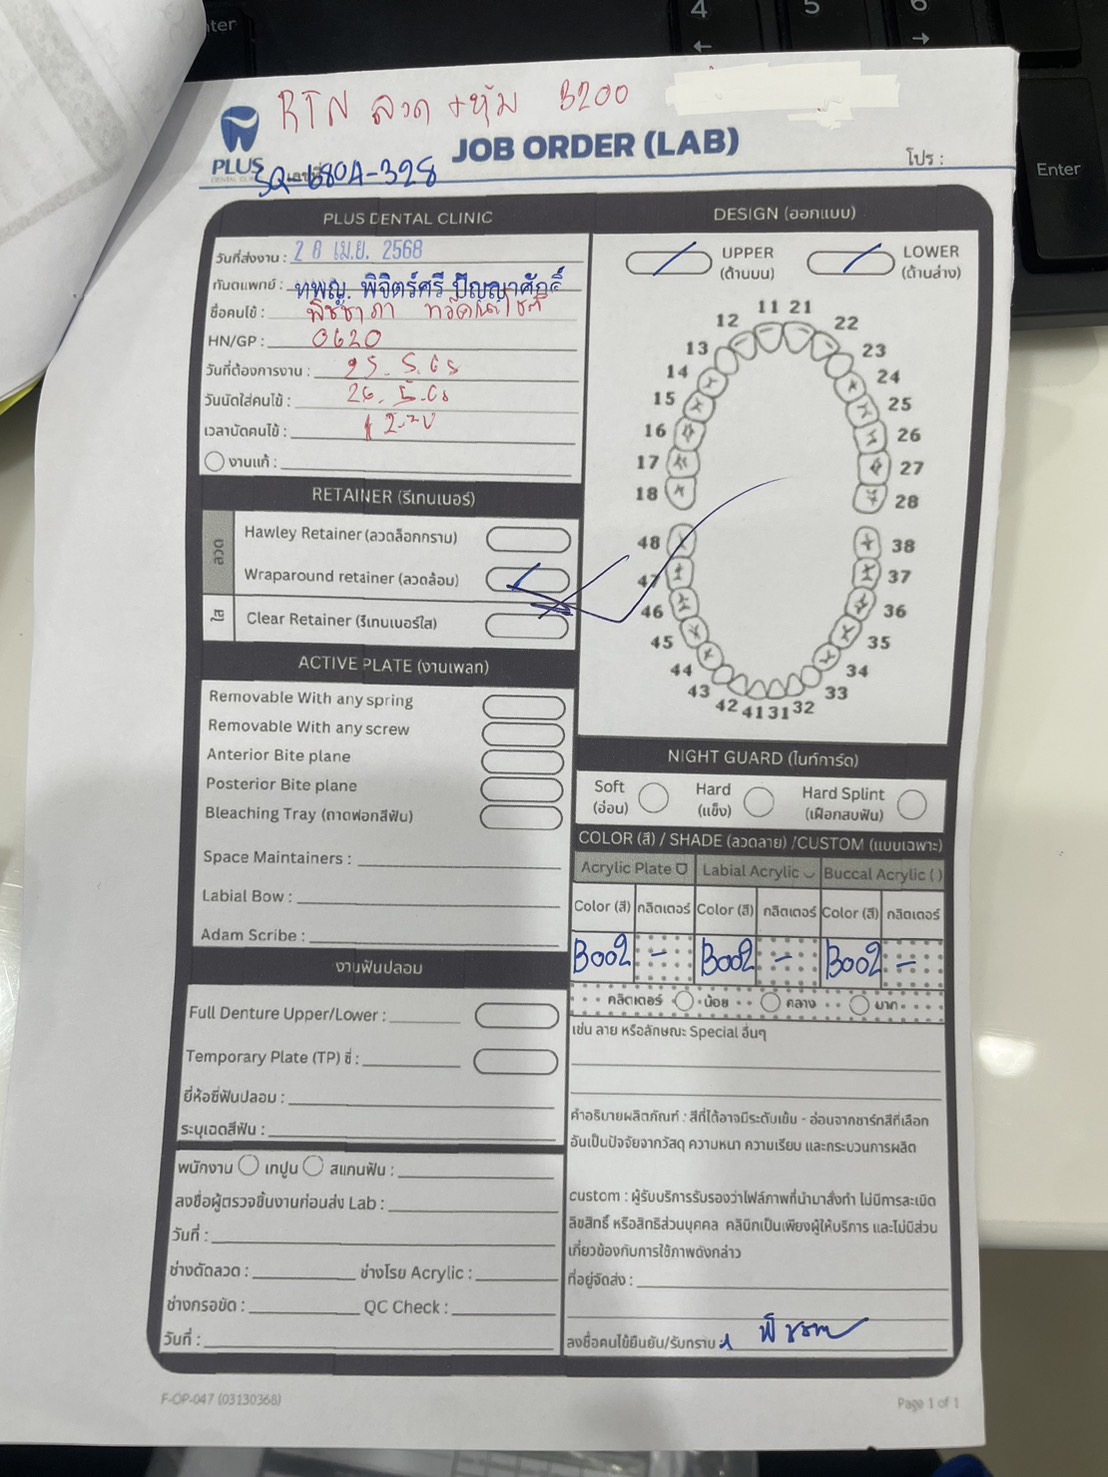 RTN ลวด + หุ้ม 3200
PLUS
DENTAL CLINIC
JOB ORDER (LAB)
โปร :
เลขที่ SQ-680A-328
PLUS DENTAL CLINIC
วันที่ส่งงาน : 28 เม.ย. 2568
ทันตแพทย์ : ทพญ. พิจิตร์ศรี ปัญญาศักดิ์
ชื่อคนไข้ : พิชชาภา
HN/GP : 0620
วันที่ต้องการงาน : 25. 5. 68
วันนัดใส่คนไข้ : 26. 5. 68
เวลานัดคนไข้ :
งานแก้ :
RETAINER (รีเทนเนอร์)
ลวด
Hawley Retainer (ลวดล็อกกราม)
Wraparound retainer (ลวดล้อม)
ใส
Clear Retainer (รีเทนเนอร์ใส)
ACTIVE PLATE (งานเพลท)
Removable With any spring
Removable With any screw
Anterior Bite plane
Posterior Bite plane
Bleaching Tray (ถาดฟอกสีฟัน)
Space Maintainers :
Labial Bow :
Adam Scribe :
งานฟันปลอม
Full Denture Upper/Lower :
Temporary Plate (TP) ซี่ :
ยี่ห้อซี่ฟันปลอม :
ระบุเฉดสีฟัน :
พนักงาน เทปูน สแกนฟัน :
ลงชื่อผู้ตรวจชิ้นงานก่อนส่ง Lab :
วันที่ :
ช่างดัดลวด : ช่างโรย Acrylic :
ช่างกรอขัด : QC Check :
วันที่ :
DESIGN (ออกแบบ)
UPPER
(ด้านบน)
LOWER
(ด้านล่าง)
11 21
12 22
13 23
14 24
15 25
16 26
17 27
18 28
48 38
47 37
46 36
45 35
44 34
43 33
42 41 31 32
NIGHT GUARD (ไนท์การ์ด)
Soft
(อ่อน)
Hard
(แข็ง)
Hard Splint
(เฝือกสบฟัน)
COLOR (สี) / SHADE (ลวดลาย) /CUSTOM (แบบเฉพาะ)
Acrylic Plate Labial Acrylic Buccal Acrylic ( )
Color (สี) กลิตเตอร์ Color (สี) กลิตเตอร์ Color (สี) กลิตเตอร์
B002 - B002 - B002 -
กลิตเตอร์ น้อย กลาง มาก
เช่น ลาย หรือลักษณะ Special อื่นๆ
คำอธิบายผลิตภัณฑ์ : สีที่ได้อาจมีระดับเข้ม - อ่อนจากชาร์ทสีที่เลือก
อันเป็นปัจจัยจากวัสดุ ความหนา ความเรียบ และกระบวนการผลิต
custom : ผู้รับบริการรับรองว่าไฟล์ภาพที่นำมาสั่งทำ ไม่มีการละเมิด
ลิขสิทธิ์ หรือสิทธิส่วนบุคคล คลินิกเป็นเพียงผู้ให้บริการ และไม่มีส่วน
เกี่ยวข้องกับการใช้ภาพดังกล่าว
ที่อยู่จัดส่ง :
ลงชื่อคนไข้ยืนยัน/รับทราบ :
F-OP-047 (03130368)
Page 1 of 1
4 5 6
Enter